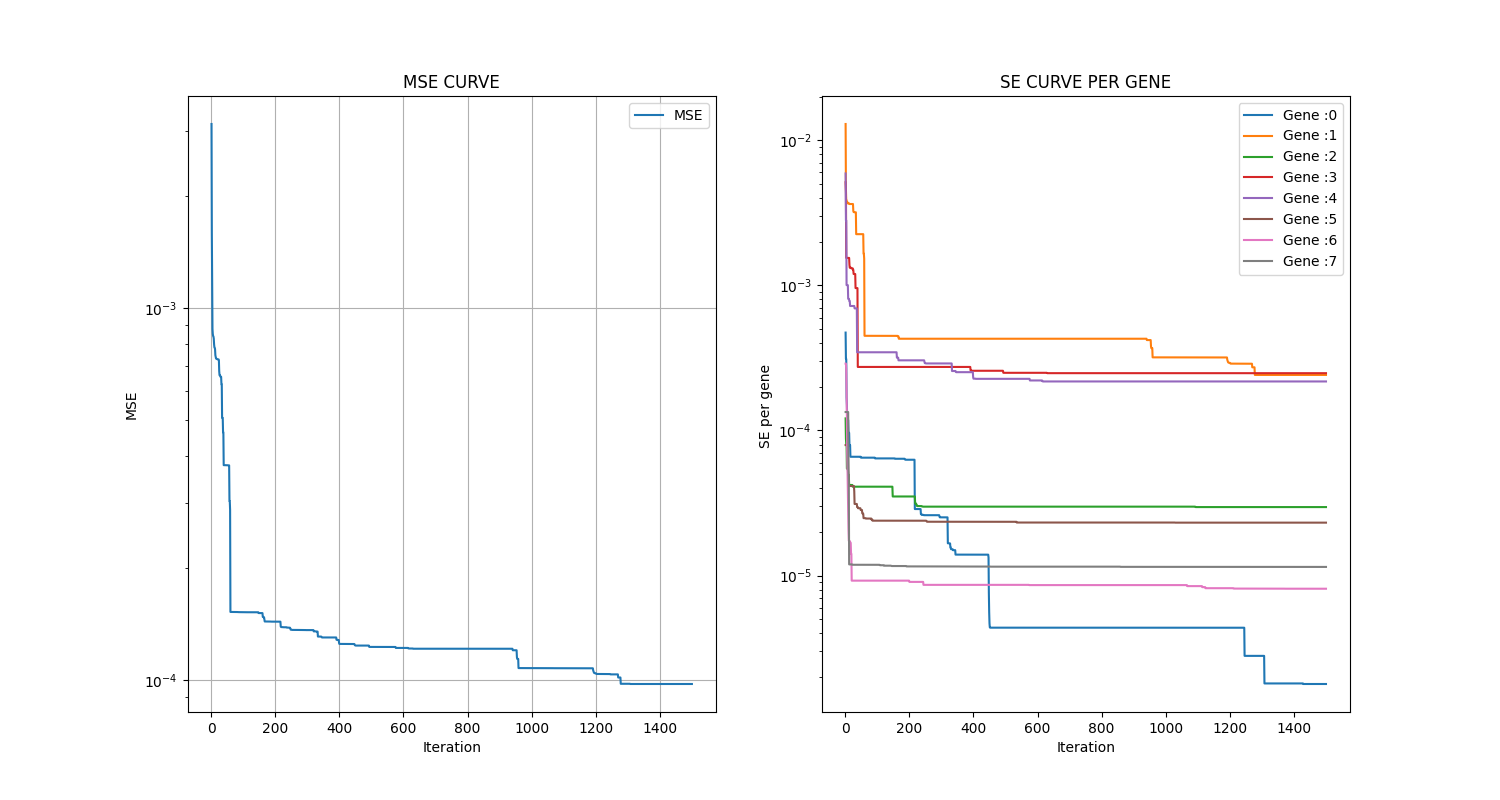 MSE CURVE
MSE
10^-3
10^-4
MSE
0 200 400 600 800 1000 1200 1400
Iteration
SE CURVE PER GENE
Gene :0
Gene :1
Gene :2
Gene :3
Gene :4
Gene :5
Gene :6
Gene :7
10^-2
10^-3
10^-4
10^-5
SE per gene
0 200 400 600 800 1000 1200 1400
Iteration